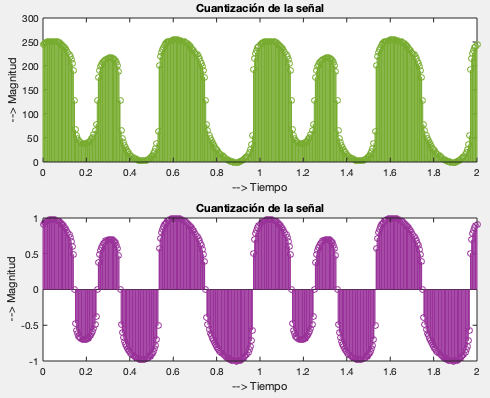 Cuantización de la señal
300
250
200
150
100
50
0
--> Magnitud
0 0.2 0.4 0.6 0.8 1 1.2 1.4 1.6 1.8 2
--> Tiempo
Cuantización de la señal
1
0.5
0
-0.5
-1
--> Magnitud
0 0.2 0.4 0.6 0.8 1 1.2 1.4 1.6 1.8 2
--> Tiempo